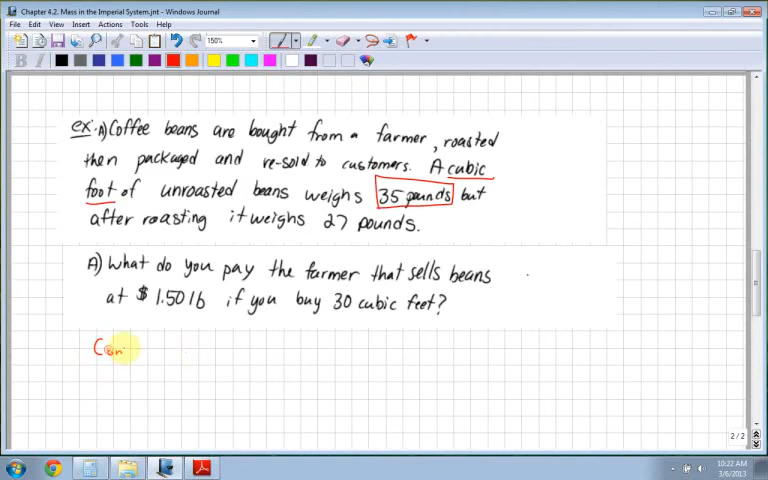 Chapter 4.2. Mass in the Imperial System.jnt - Windows Journal
File Edit View Insert Actions Tools Help
150%
B I
ex: A) Coffee beans are bought from a farmer, roasted
then packaged and re-sold to customers. A cubic
foot of unroasted beans weighs 35 pounds but
after roasting it weighs 27 pounds.
A) What do you pay the farmer that sells beans
at $1.50 lb if you buy 30 cubic feet?
Con
2 / 2
10:22 AM
3/6/2013